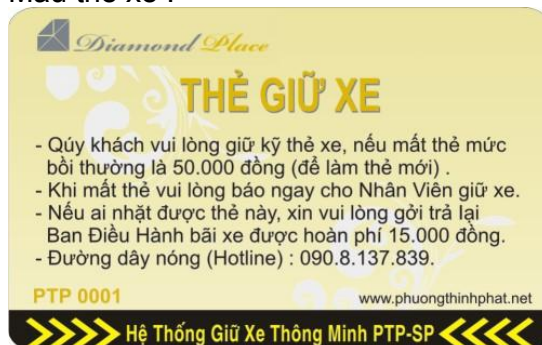 Mẫu thẻ xe :
Diamond Place
THẺ GIỮ XE
- Qúy khách vui lòng giữ kỹ thẻ xe, nếu mất thẻ mức
bồi thường là 50.000 đồng (để làm thẻ mới) .
- Khi mất thẻ vui lòng báo ngay cho Nhân Viên giữ xe.
- Nếu ai nhặt được thẻ này, xin vui lòng gởi trả lại
Ban Điều Hành bãi xe được hoàn phí 15.000 đồng.
- Đường dây nóng (Hotline) : 090.8.137.839.
PTP 0001 www.phuongthinhphat.net
Hệ Thống Giữ Xe Thông Minh PTP-SP